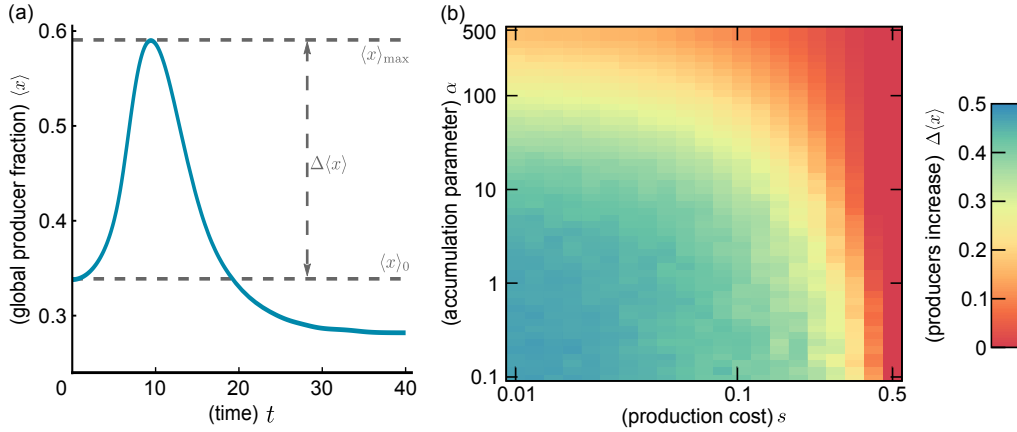 (a)
(global producer fraction) ⟨x⟩
0.6
0.5
0.4
0.3
⟨x⟩max
Δ⟨x⟩
⟨x⟩0
0
10
20
30
40
(time) t
(b)
(accumulation parameter) α
500
100
10
1
0.1
0.01
0.1
0.5
(production cost) s
(producers increase) Δ⟨x⟩
0.5
0.4
0.3
0.2
0.1
0